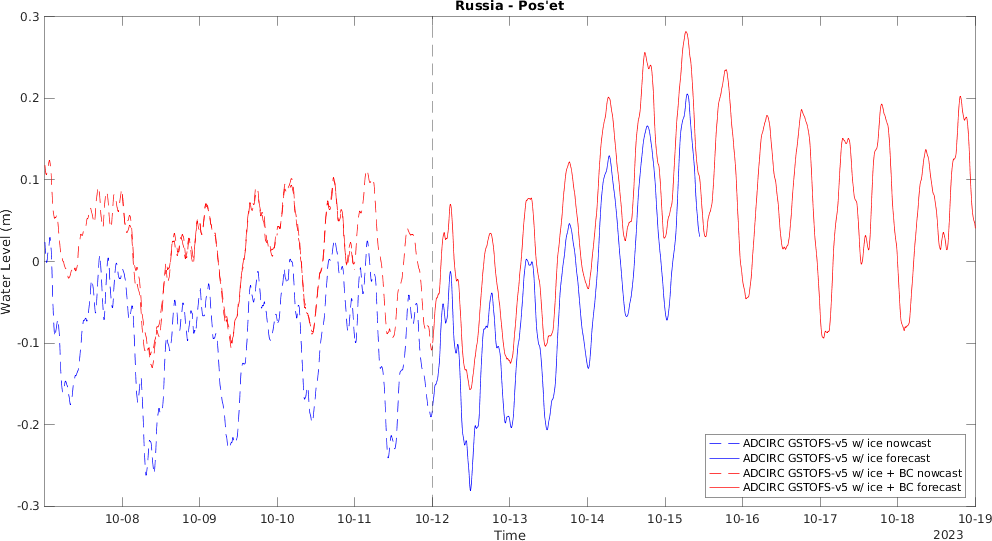 Russia - Pos'et
0.3
0.2
0.1
0
-0.1
-0.2
-0.3
Water Level (m)
10-08 10-09 10-10 10-11 10-12 10-13 10-14 10-15 10-16 10-17 10-18 10-19
2023
Time
ADCIRC GSTOFS-v5 w/ ice nowcast
ADCIRC GSTOFS-v5 w/ ice forecast
ADCIRC GSTOFS-v5 w/ ice + BC nowcast
ADCIRC GSTOFS-v5 w/ ice + BC forecast